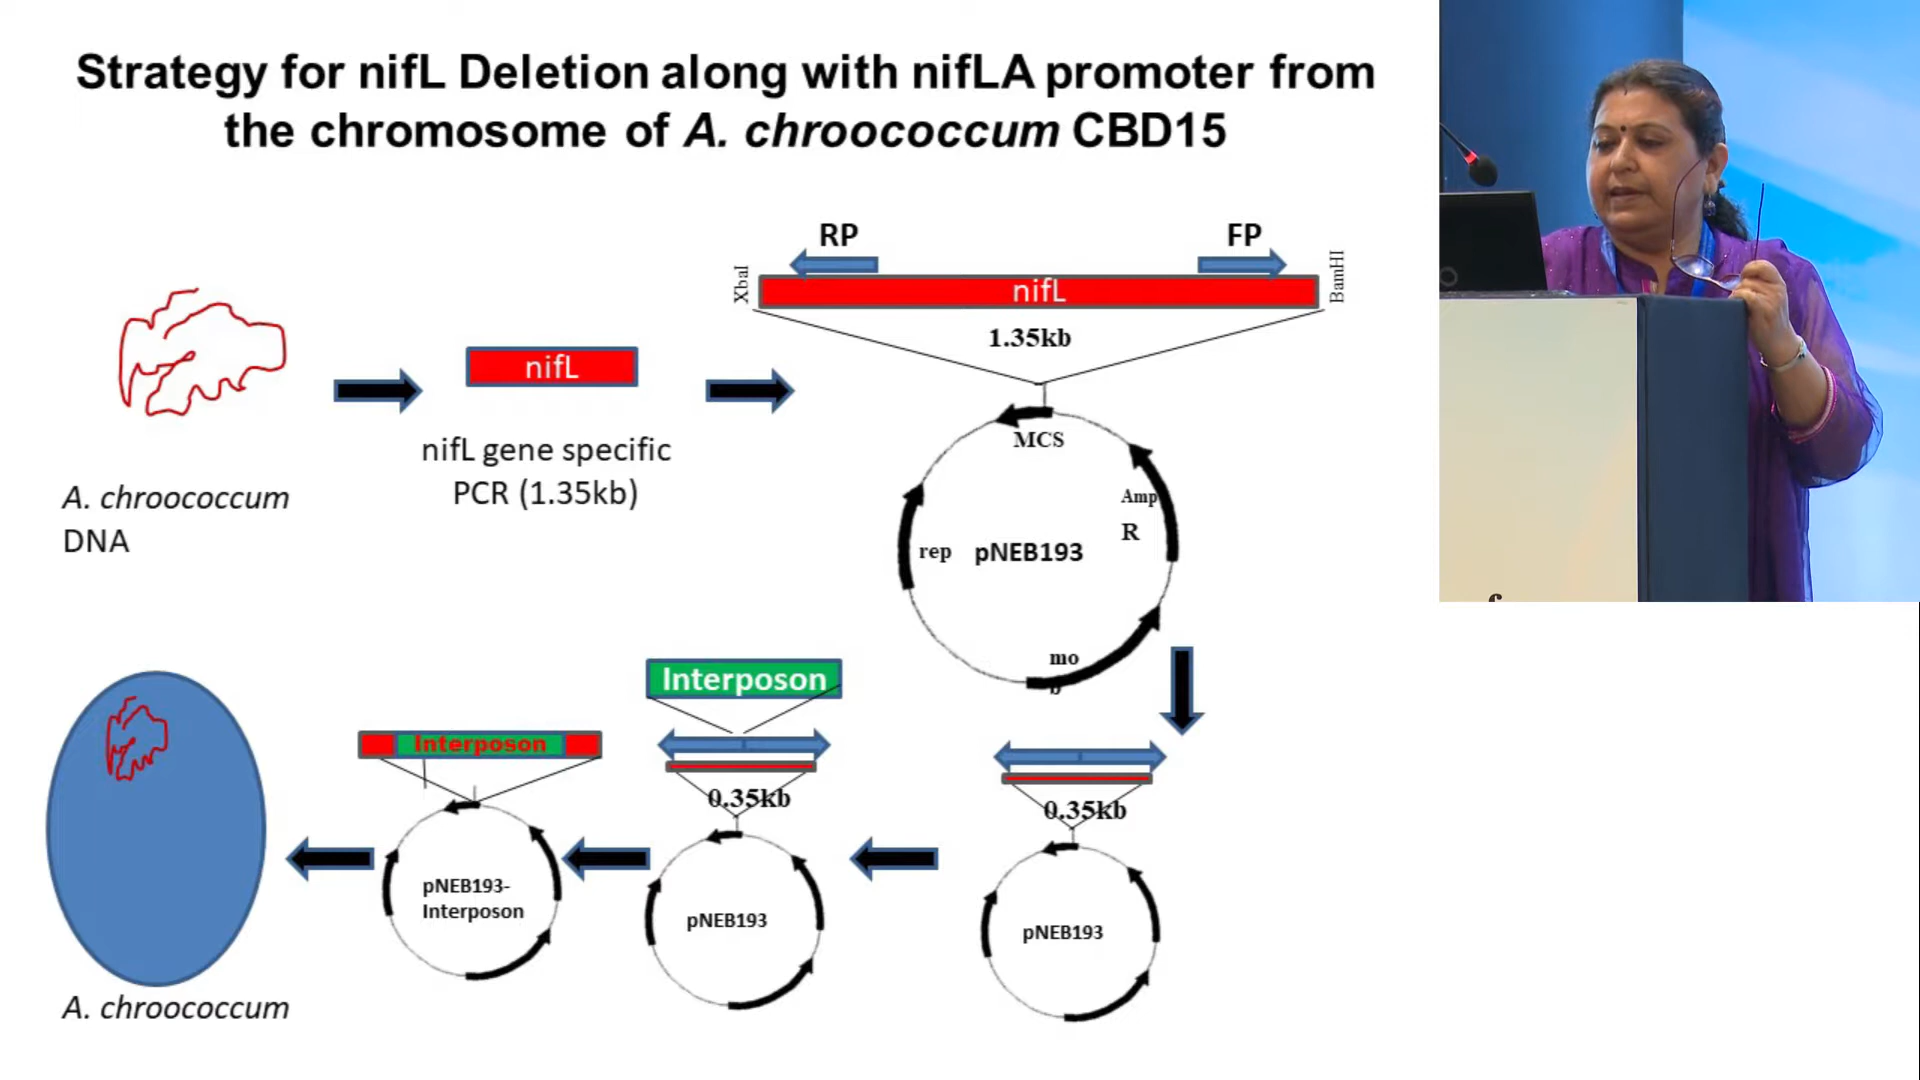 Strategy for nifL Deletion along with nifLA promoter from
the chromosome of A. chroococcum CBD15
RP
FP
XbaI
nifL
BamHI
1.35kb
nifL
nifL gene specific
PCR (1.35kb)
A. chroococcum
DNA
MCS
Amp
R
rep
pNEB193
mo
b
Interposon
Interposon
0.35kb
0.35kb
pNEB193-
Interposon
pNEB193
pNEB193
A. chroococcum